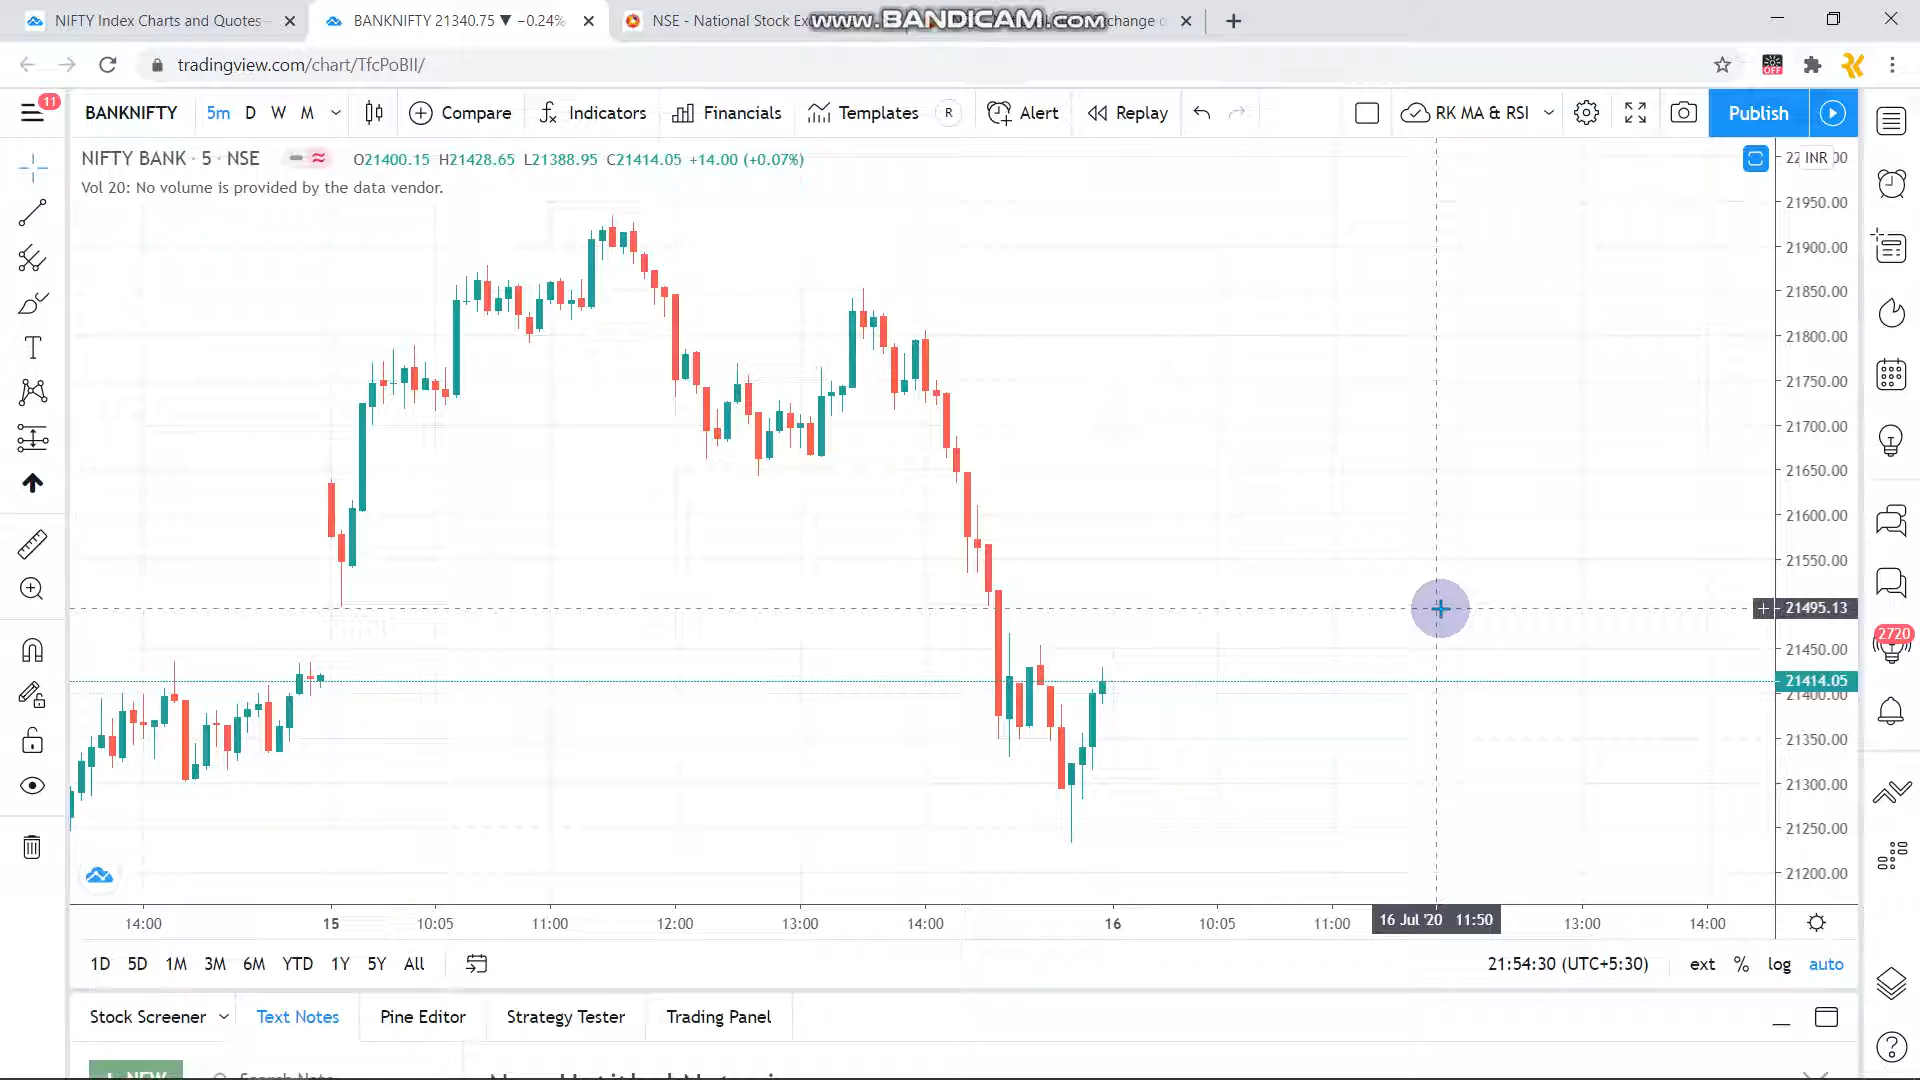 NIFTY Index Charts and Quotes
BANKNIFTY 21340.75 ▼ −0.24%
NSE - National Stock Ex
change o
www.BANDICAM.com
tradingview.com/chart/TfcPoBII/
OFF
11
BANKNIFTY
5m D W M
Compare
Indicators
Financials
Templates
R
Alert
Replay
RK MA & RSI
Publish
NIFTY BANK · 5 · NSE
O21400.15 H21428.65 L21388.95 C21414.05 +14.00 (+0.07%)
Vol 20: No volume is provided by the data vendor.
INR
21950.00
21900.00
21850.00
21800.00
21750.00
21700.00
21650.00
21600.00
21550.00
21495.13
21450.00
21414.05
21400.00
21350.00
21300.00
21250.00
21200.00
2720
14:00 15 10:05 11:00 12:00 13:00 14:00 16 10:05 11:00 16 Jul '20 11:50 13:00 14:00
1D 5D 1M 3M 6M YTD 1Y 5Y All
21:54:30 (UTC+5:30) ext % log auto
Stock Screener Text Notes Pine Editor Strategy Tester Trading Panel